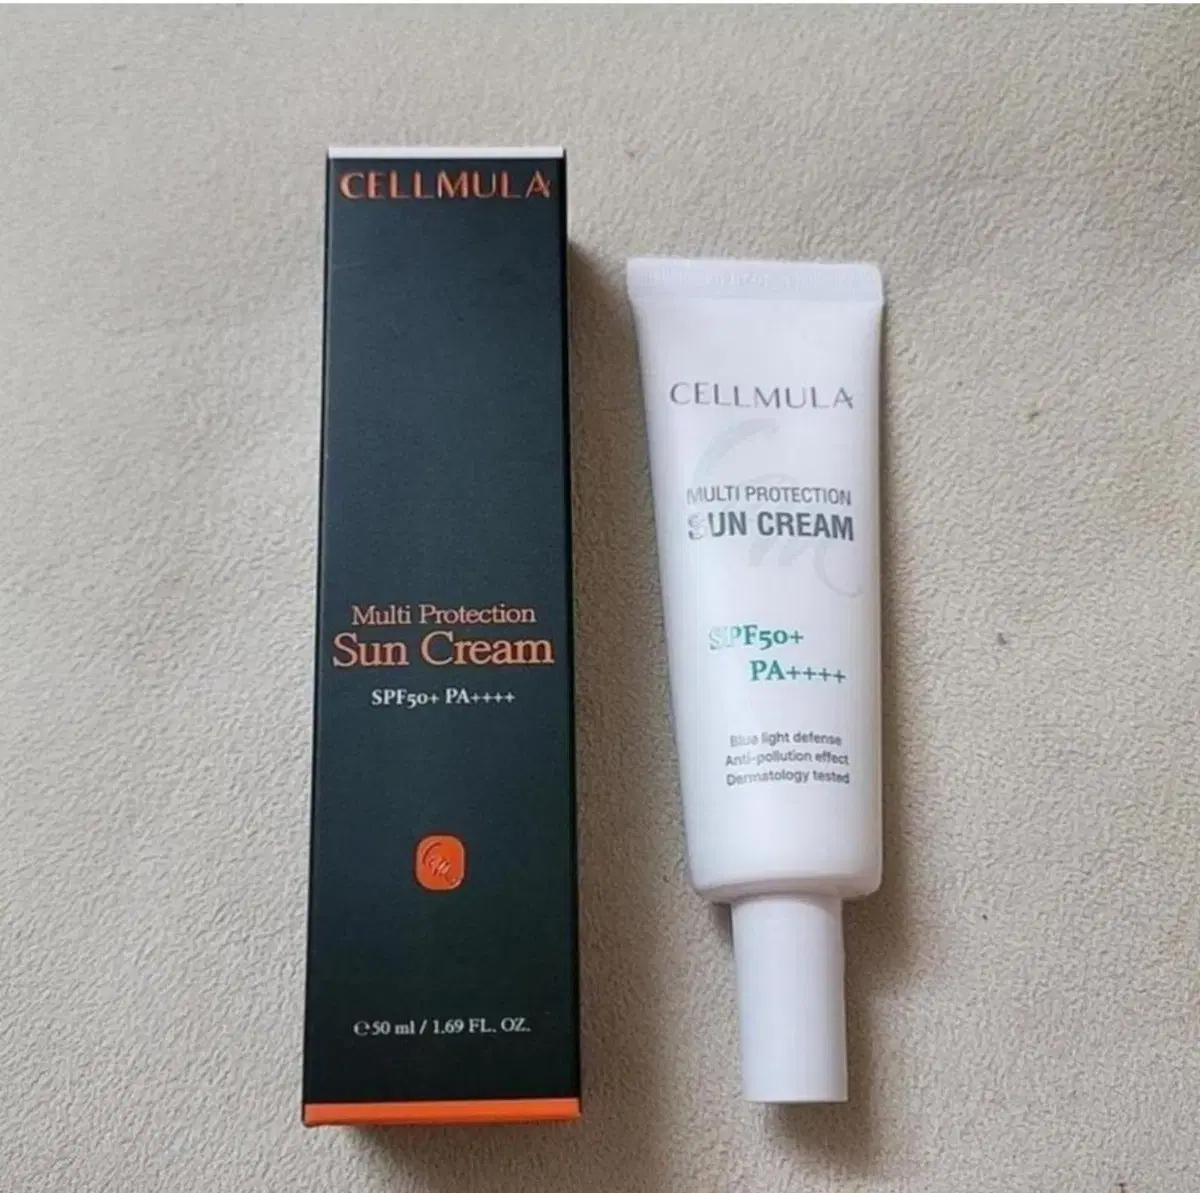 CELLMULA
Multi Protection
Sun Cream
SPF50+ PA++++
℮50 ml / 1.69 FL. OZ.
CELLMULA
MULTI PROTECTION
SUN CREAM
SPF50+
PA++++
Blue light defense
Anti-pollution effect
Dermatology tested